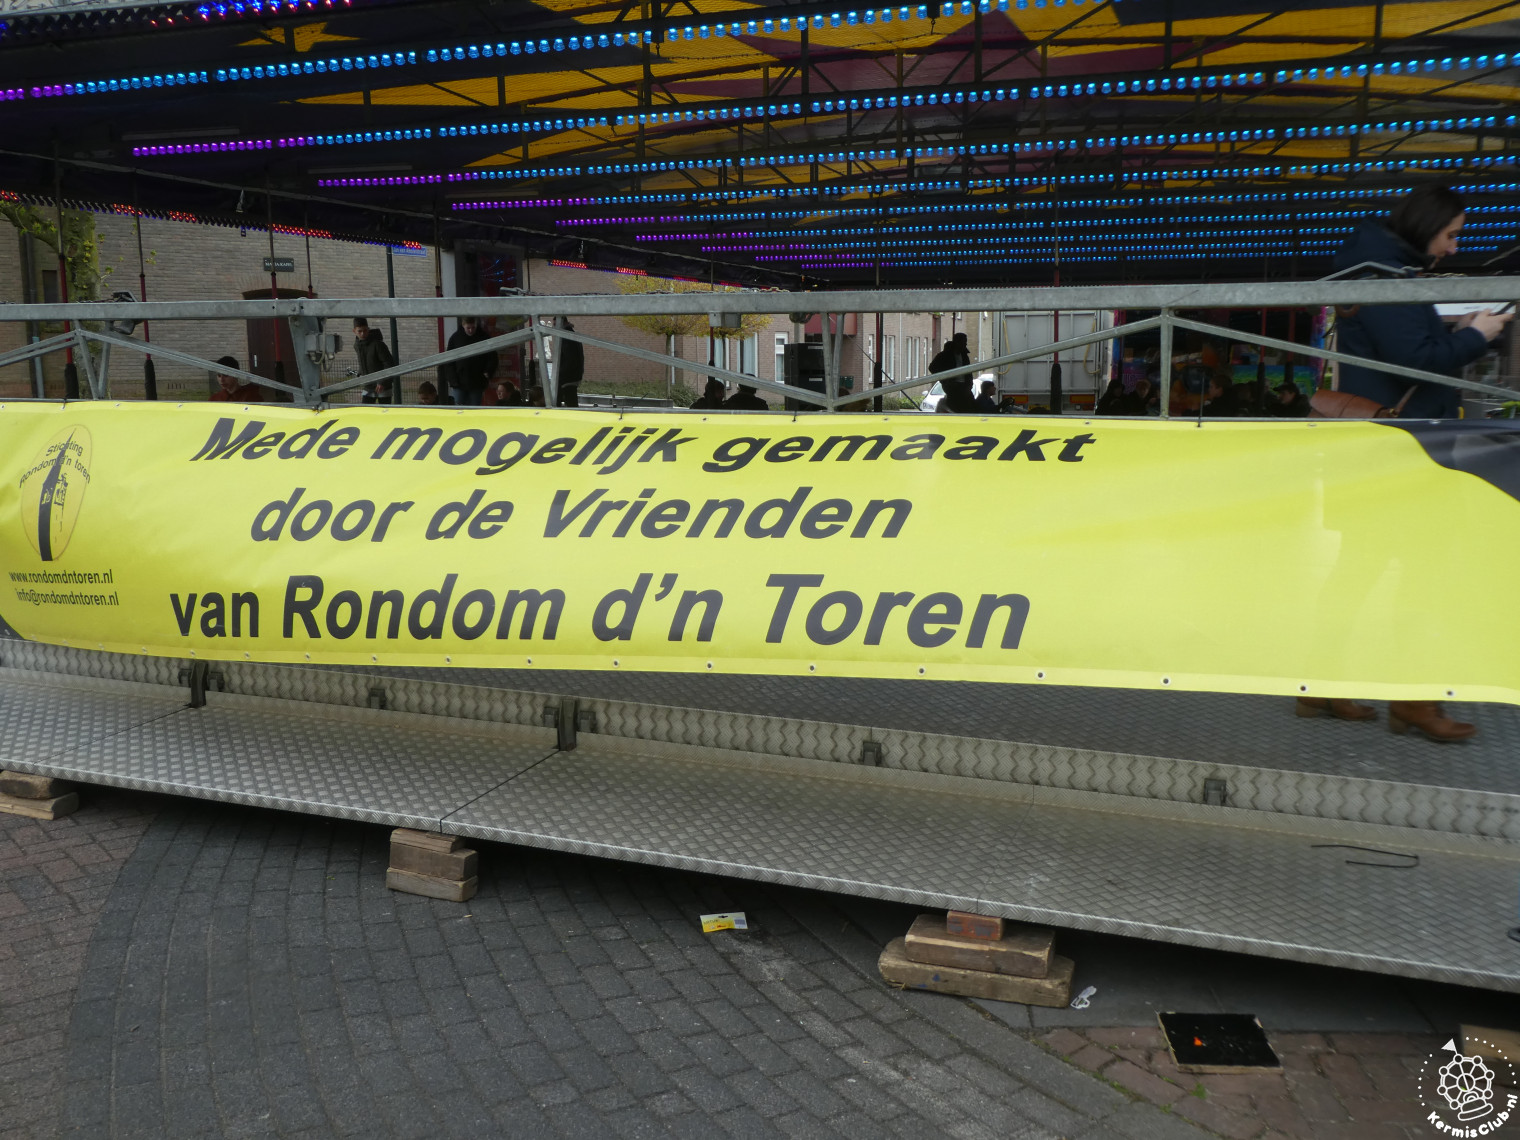 Mede mogelijk gemaakt
door de Vrienden
van Rondom d'n Toren
Stichting
Rondom d'n toren
www.rondomdntoren.nl
info@rondomdntoren.nl
KermisClub.nl